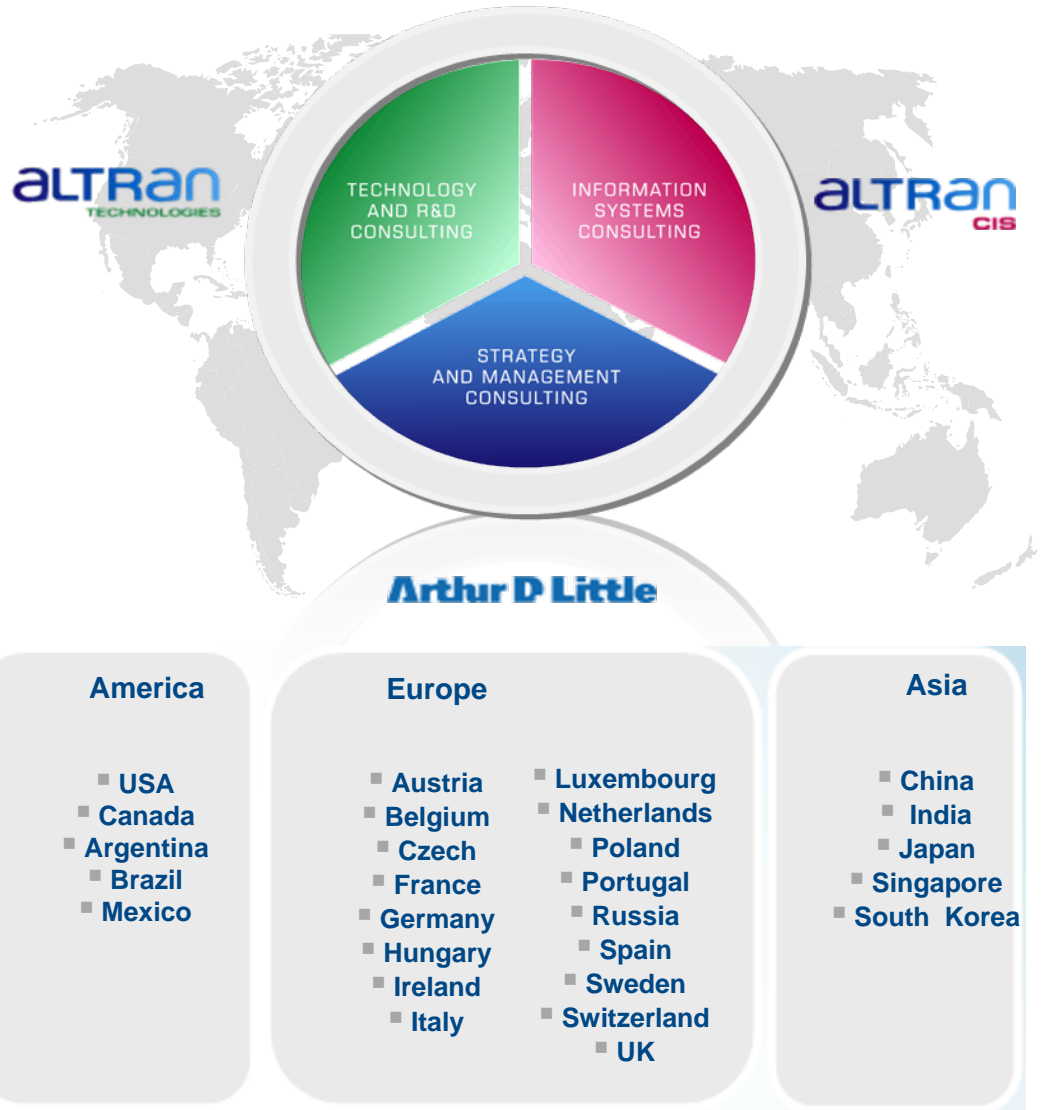 aLTRan
TECHNOLOGIES
TECHNOLOGY
AND R&D
CONSULTING
INFORMATION
SYSTEMS
CONSULTING
aLTRan
CIS
STRATEGY
AND MANAGEMENT
CONSULTING
Arthur D Little
America
USA
Canada
Argentina
Brazil
Mexico
Europe
Austria
Belgium
Czech
France
Germany
Hungary
Ireland
Italy
Luxembourg
Netherlands
Poland
Portugal
Russia
Spain
Sweden
Switzerland
UK
Asia
China
India
Japan
Singapore
South Korea